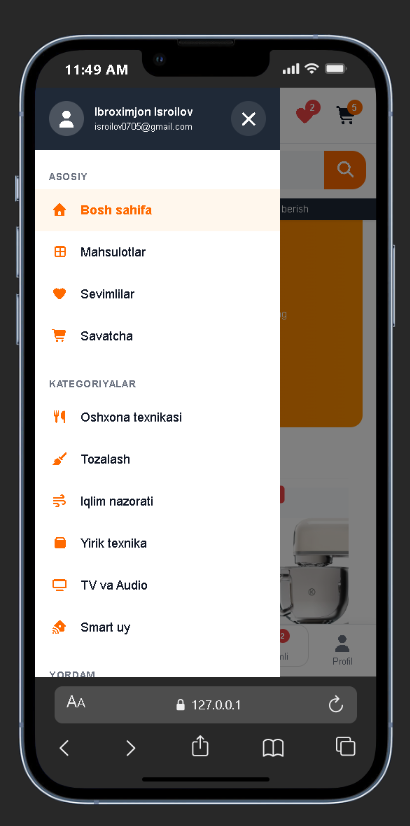 11:49 AM
Ibroximjon Isroilov
isroilov0705@gmail.com
2
5
berish
ASOSIY
Bosh sahifa
Mahsulotlar
Sevimlilar
Savatcha
KATEGORIYALAR
Oshxona texnikasi
Tozalash
Iqlim nazorati
Yirik texnika
TV va Audio
Smart uy
2
nli
Profil
YORDAM
AA
127.0.0.1